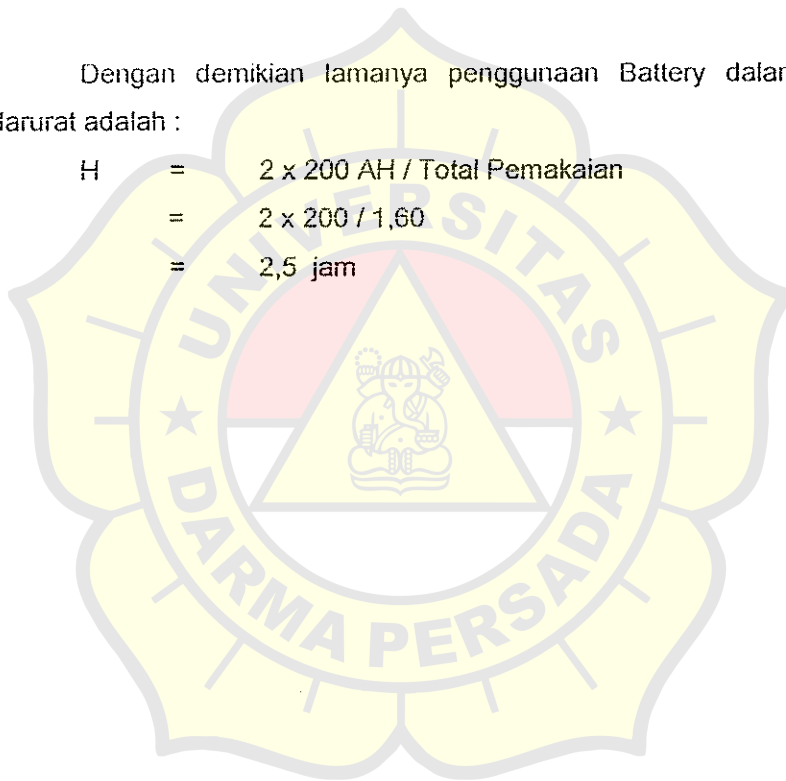 Dengan demikian lamanya penggunaan Battery dalam
darurat adalah :
H = 2 x 200 AH / Total Pemakaian
= 2 x 200 / 1,60
= 2,5 jam
UNIVERSITAS
DARMA PERSADA